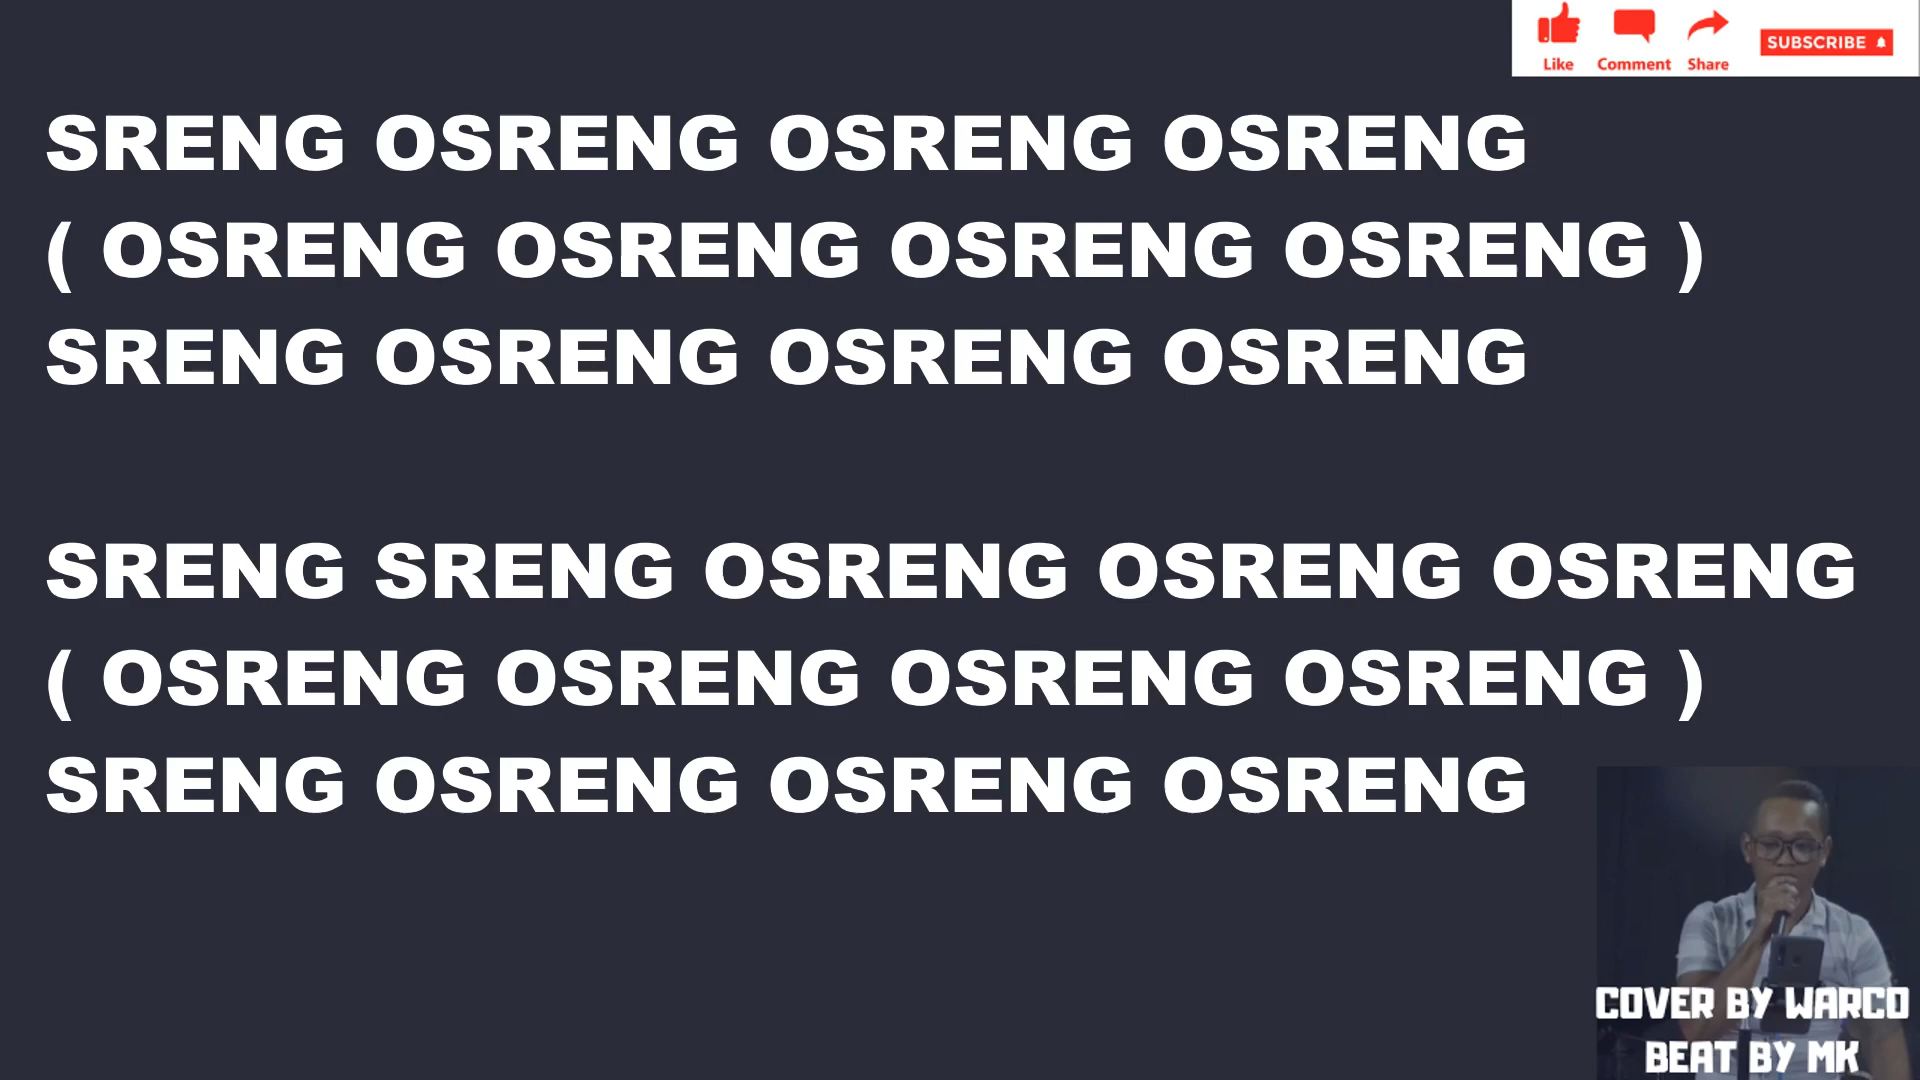 Like Comment Share SUBSCRIBE
SRENG OSRENG OSRENG OSRENG
( OSRENG OSRENG OSRENG OSRENG )
SRENG OSRENG OSRENG OSRENG
SRENG SRENG OSRENG OSRENG OSRENG
( OSRENG OSRENG OSRENG OSRENG )
SRENG OSRENG OSRENG OSRENG
COVER BY WARCO
BEAT BY MK